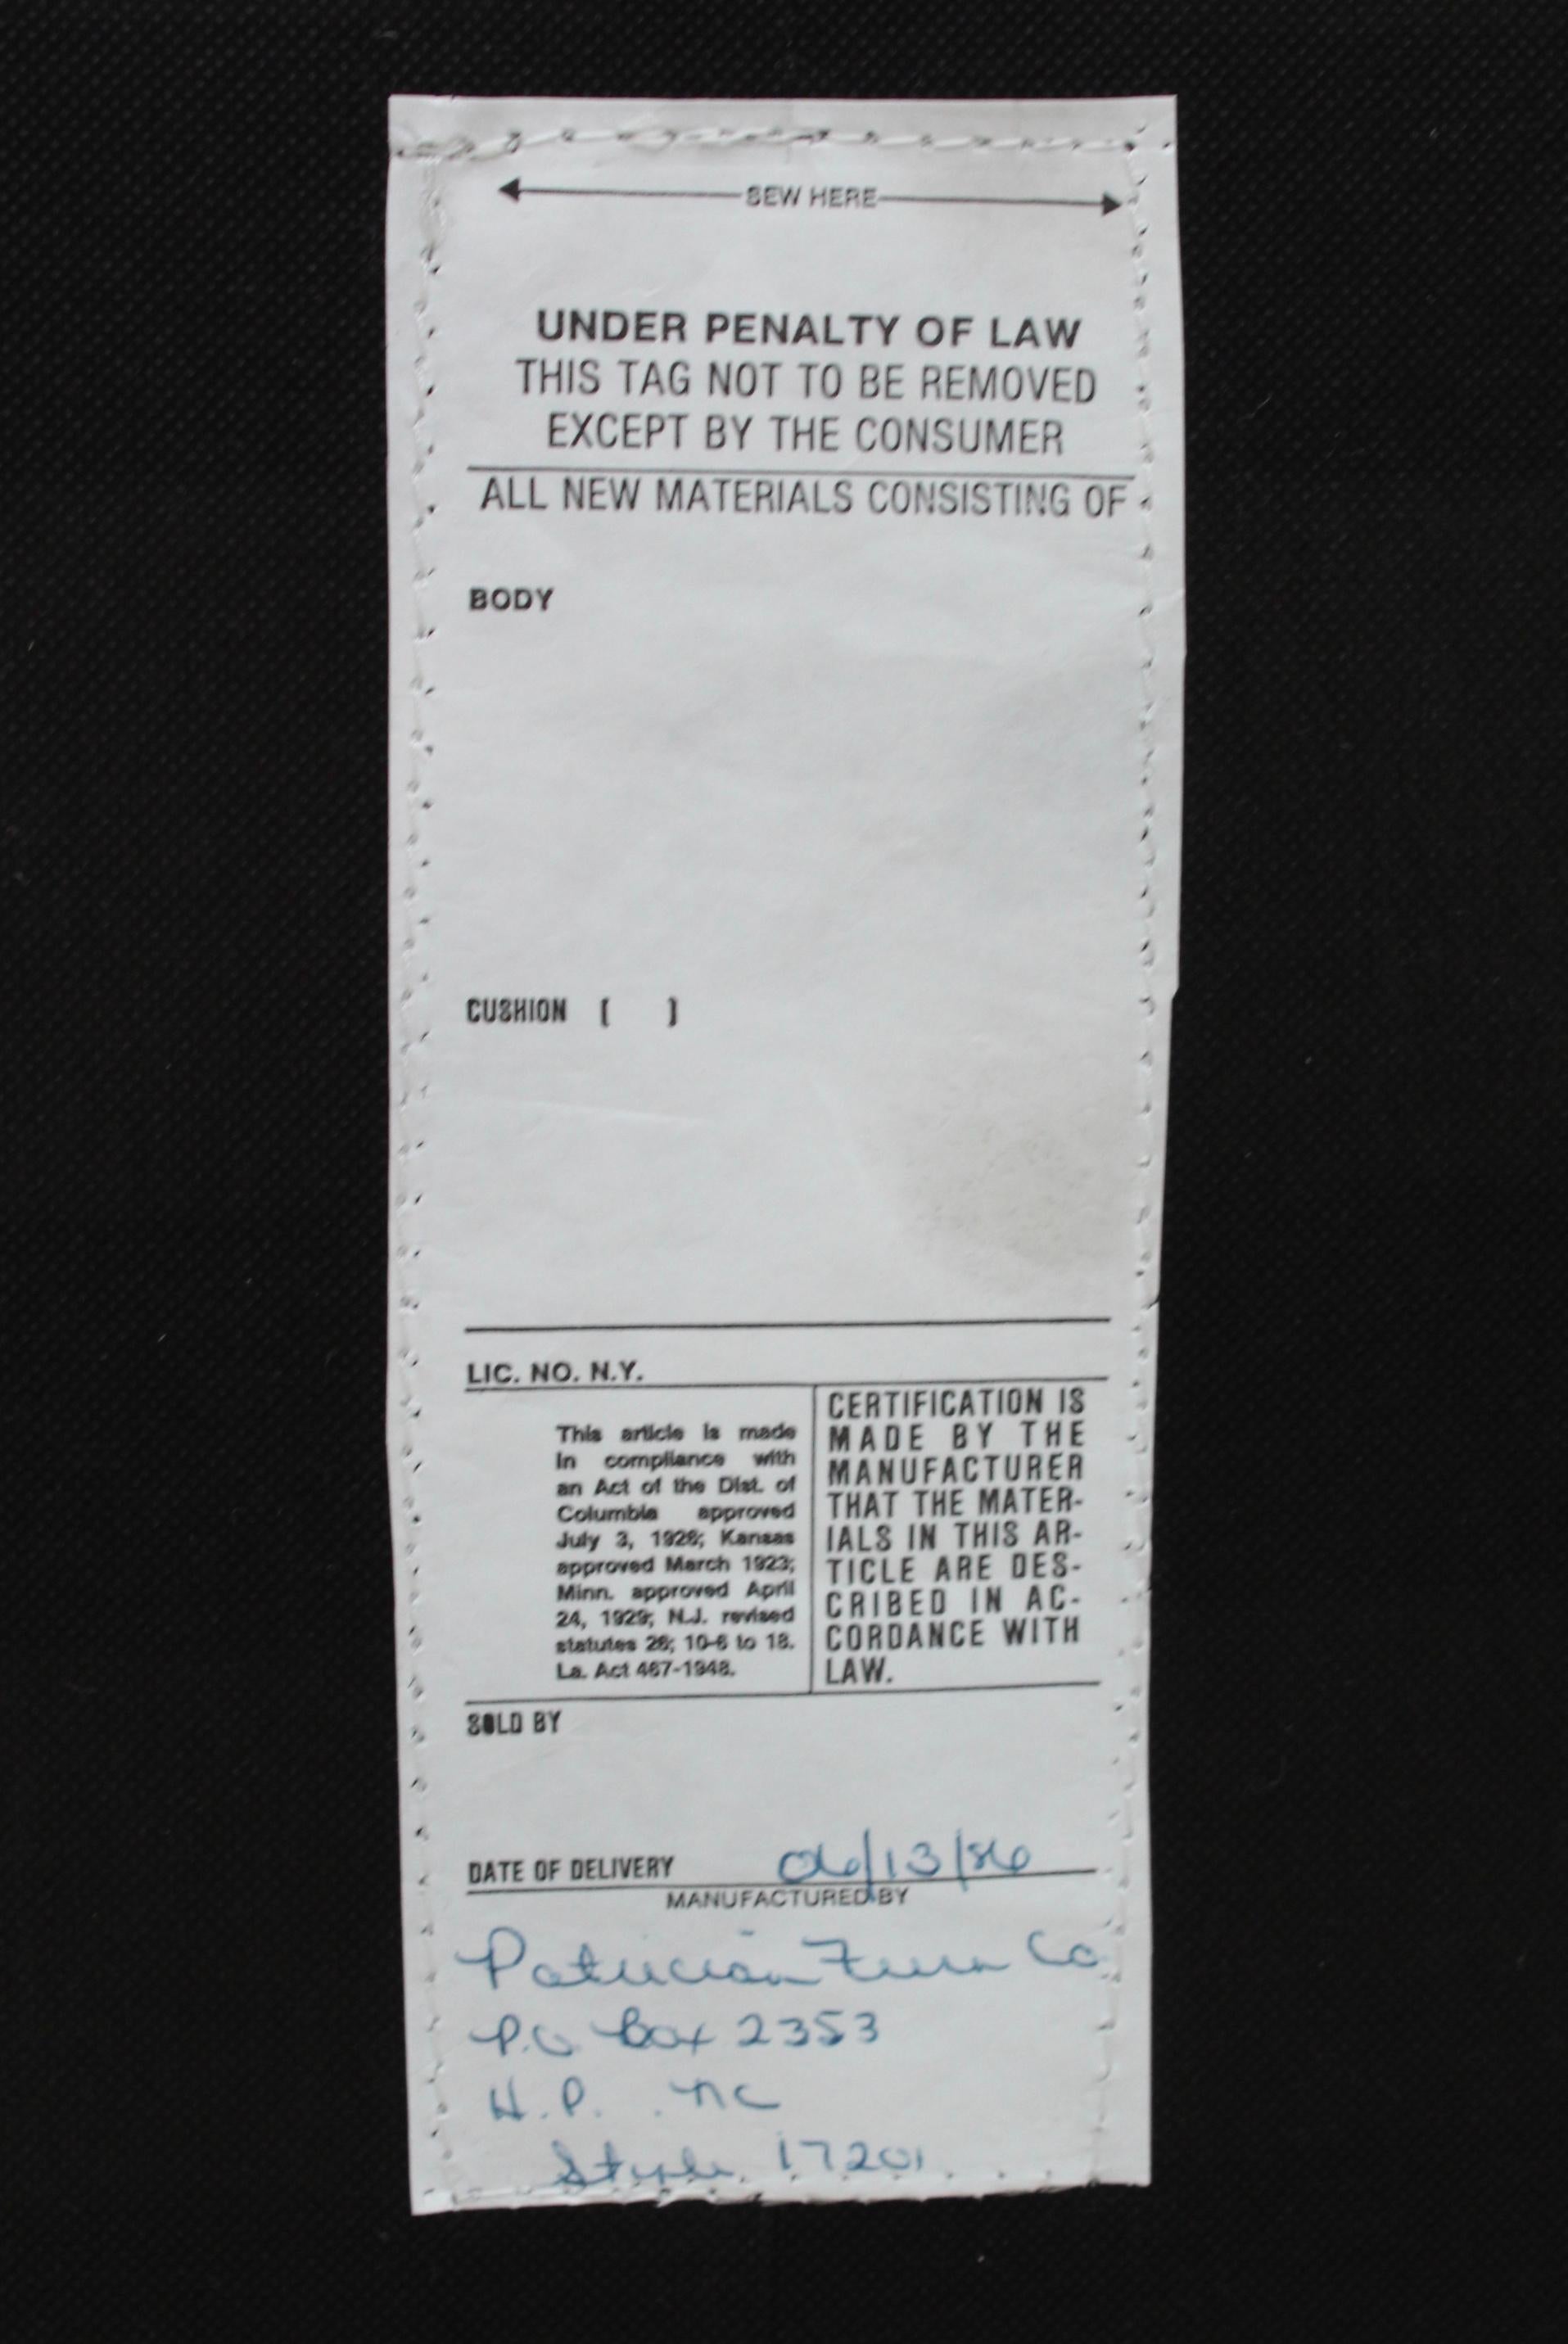 SEW HERE
UNDER PENALTY OF LAW
THIS TAG NOT TO BE REMOVED
EXCEPT BY THE CONSUMER
ALL NEW MATERIALS CONSISTING OF
BODY
CUSHION [ ]
LIC. NO. N.Y.
This article is made
in compliance with
an Act of the Dist. of
Columbia approved
July 3, 1926; Kansas
approved March 1923;
Minn. approved April
24, 1929; N.J. revised
statutes 26; 10-6 to 18.
La. Act 467-1948.
CERTIFICATION IS
MADE BY THE
MANUFACTURER
THAT THE MATER-
IALS IN THIS AR-
TICLE ARE DES-
CRIBED IN AC-
CORDANCE WITH
LAW.
SOLD BY
DATE OF DELIVERY 06/13/86
MANUFACTURED BY
Patrician Furn Co
P.O Box 2353
H.P. NC
Style 17201